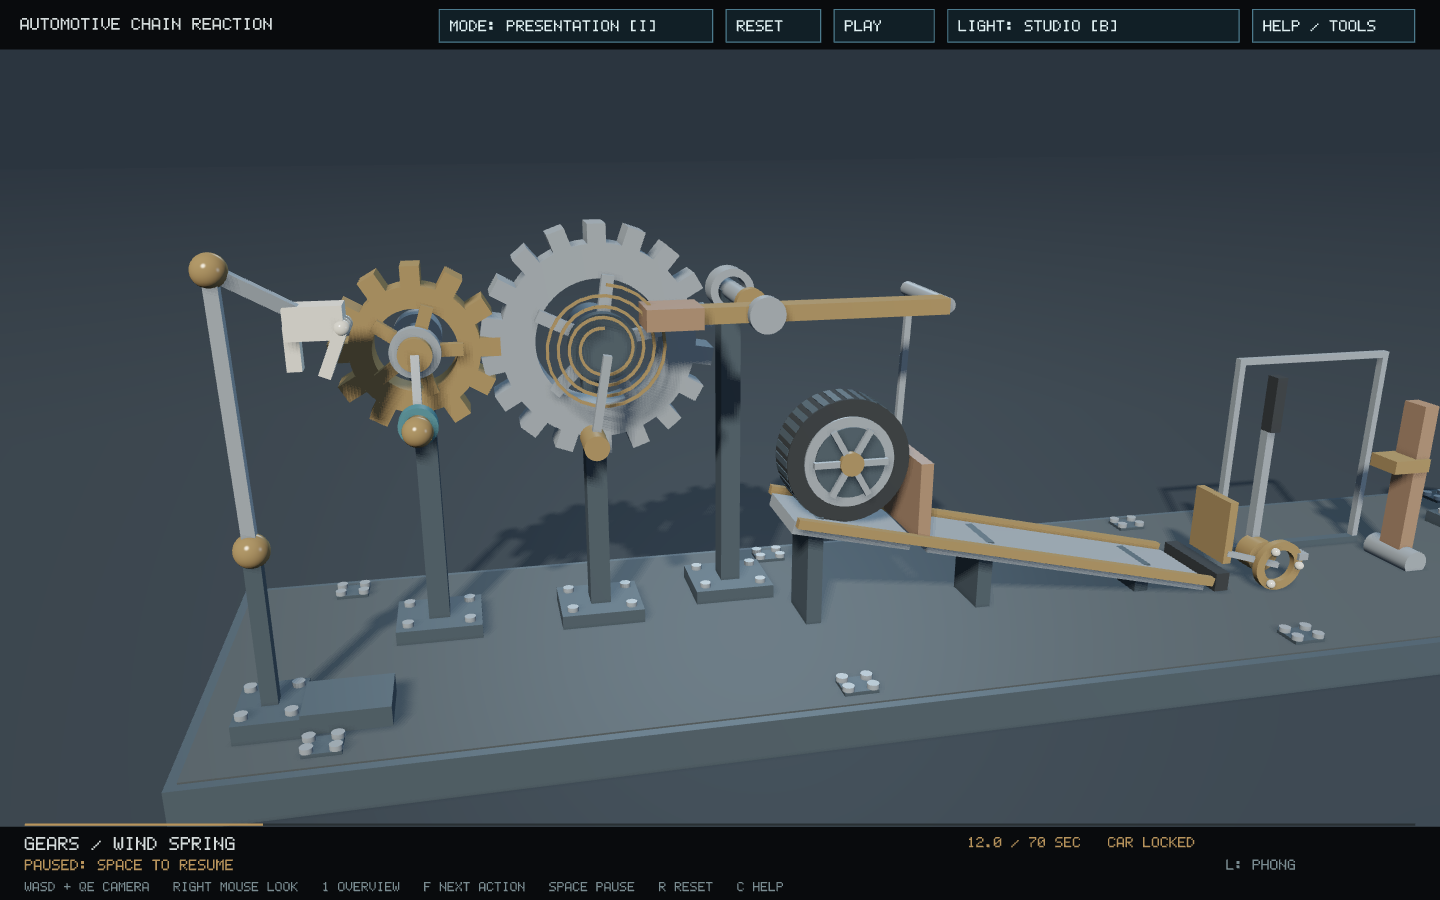 AUTOMOTIVE CHAIN REACTION
MODE: PRESENTATION [I]
RESET
PLAY
LIGHT: STUDIO [B]
HELP / TOOLS
GEARS / WIND SPRING
12.0 / 70 SEC CAR LOCKED
PAUSED: SPACE TO RESUME
L: PHONG
WASD + QE CAMERA RIGHT MOUSE LOOK 1 OVERVIEW F NEXT ACTION SPACE PAUSE R RESET C HELP